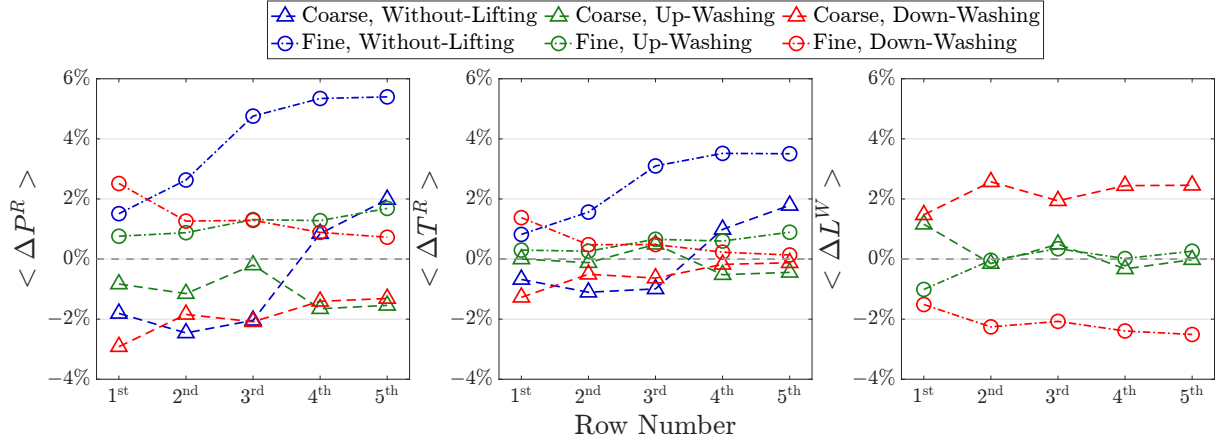 Coarse, Without-Lifting Coarse, Up-Washing Coarse, Down-Washing
Fine, Without-Lifting Fine, Up-Washing Fine, Down-Washing
6% 6% 6%
4% 4% 4%
2% 2% 2%
0% 0% 0%
−2% −2% −2%
−4% −4% −4%
< ΔP^R > < ΔT^R > < ΔL^W >
1st 2nd 3rd 4th 5th 1st 2nd 3rd 4th 5th 1st 2nd 3rd 4th 5th
Row Number